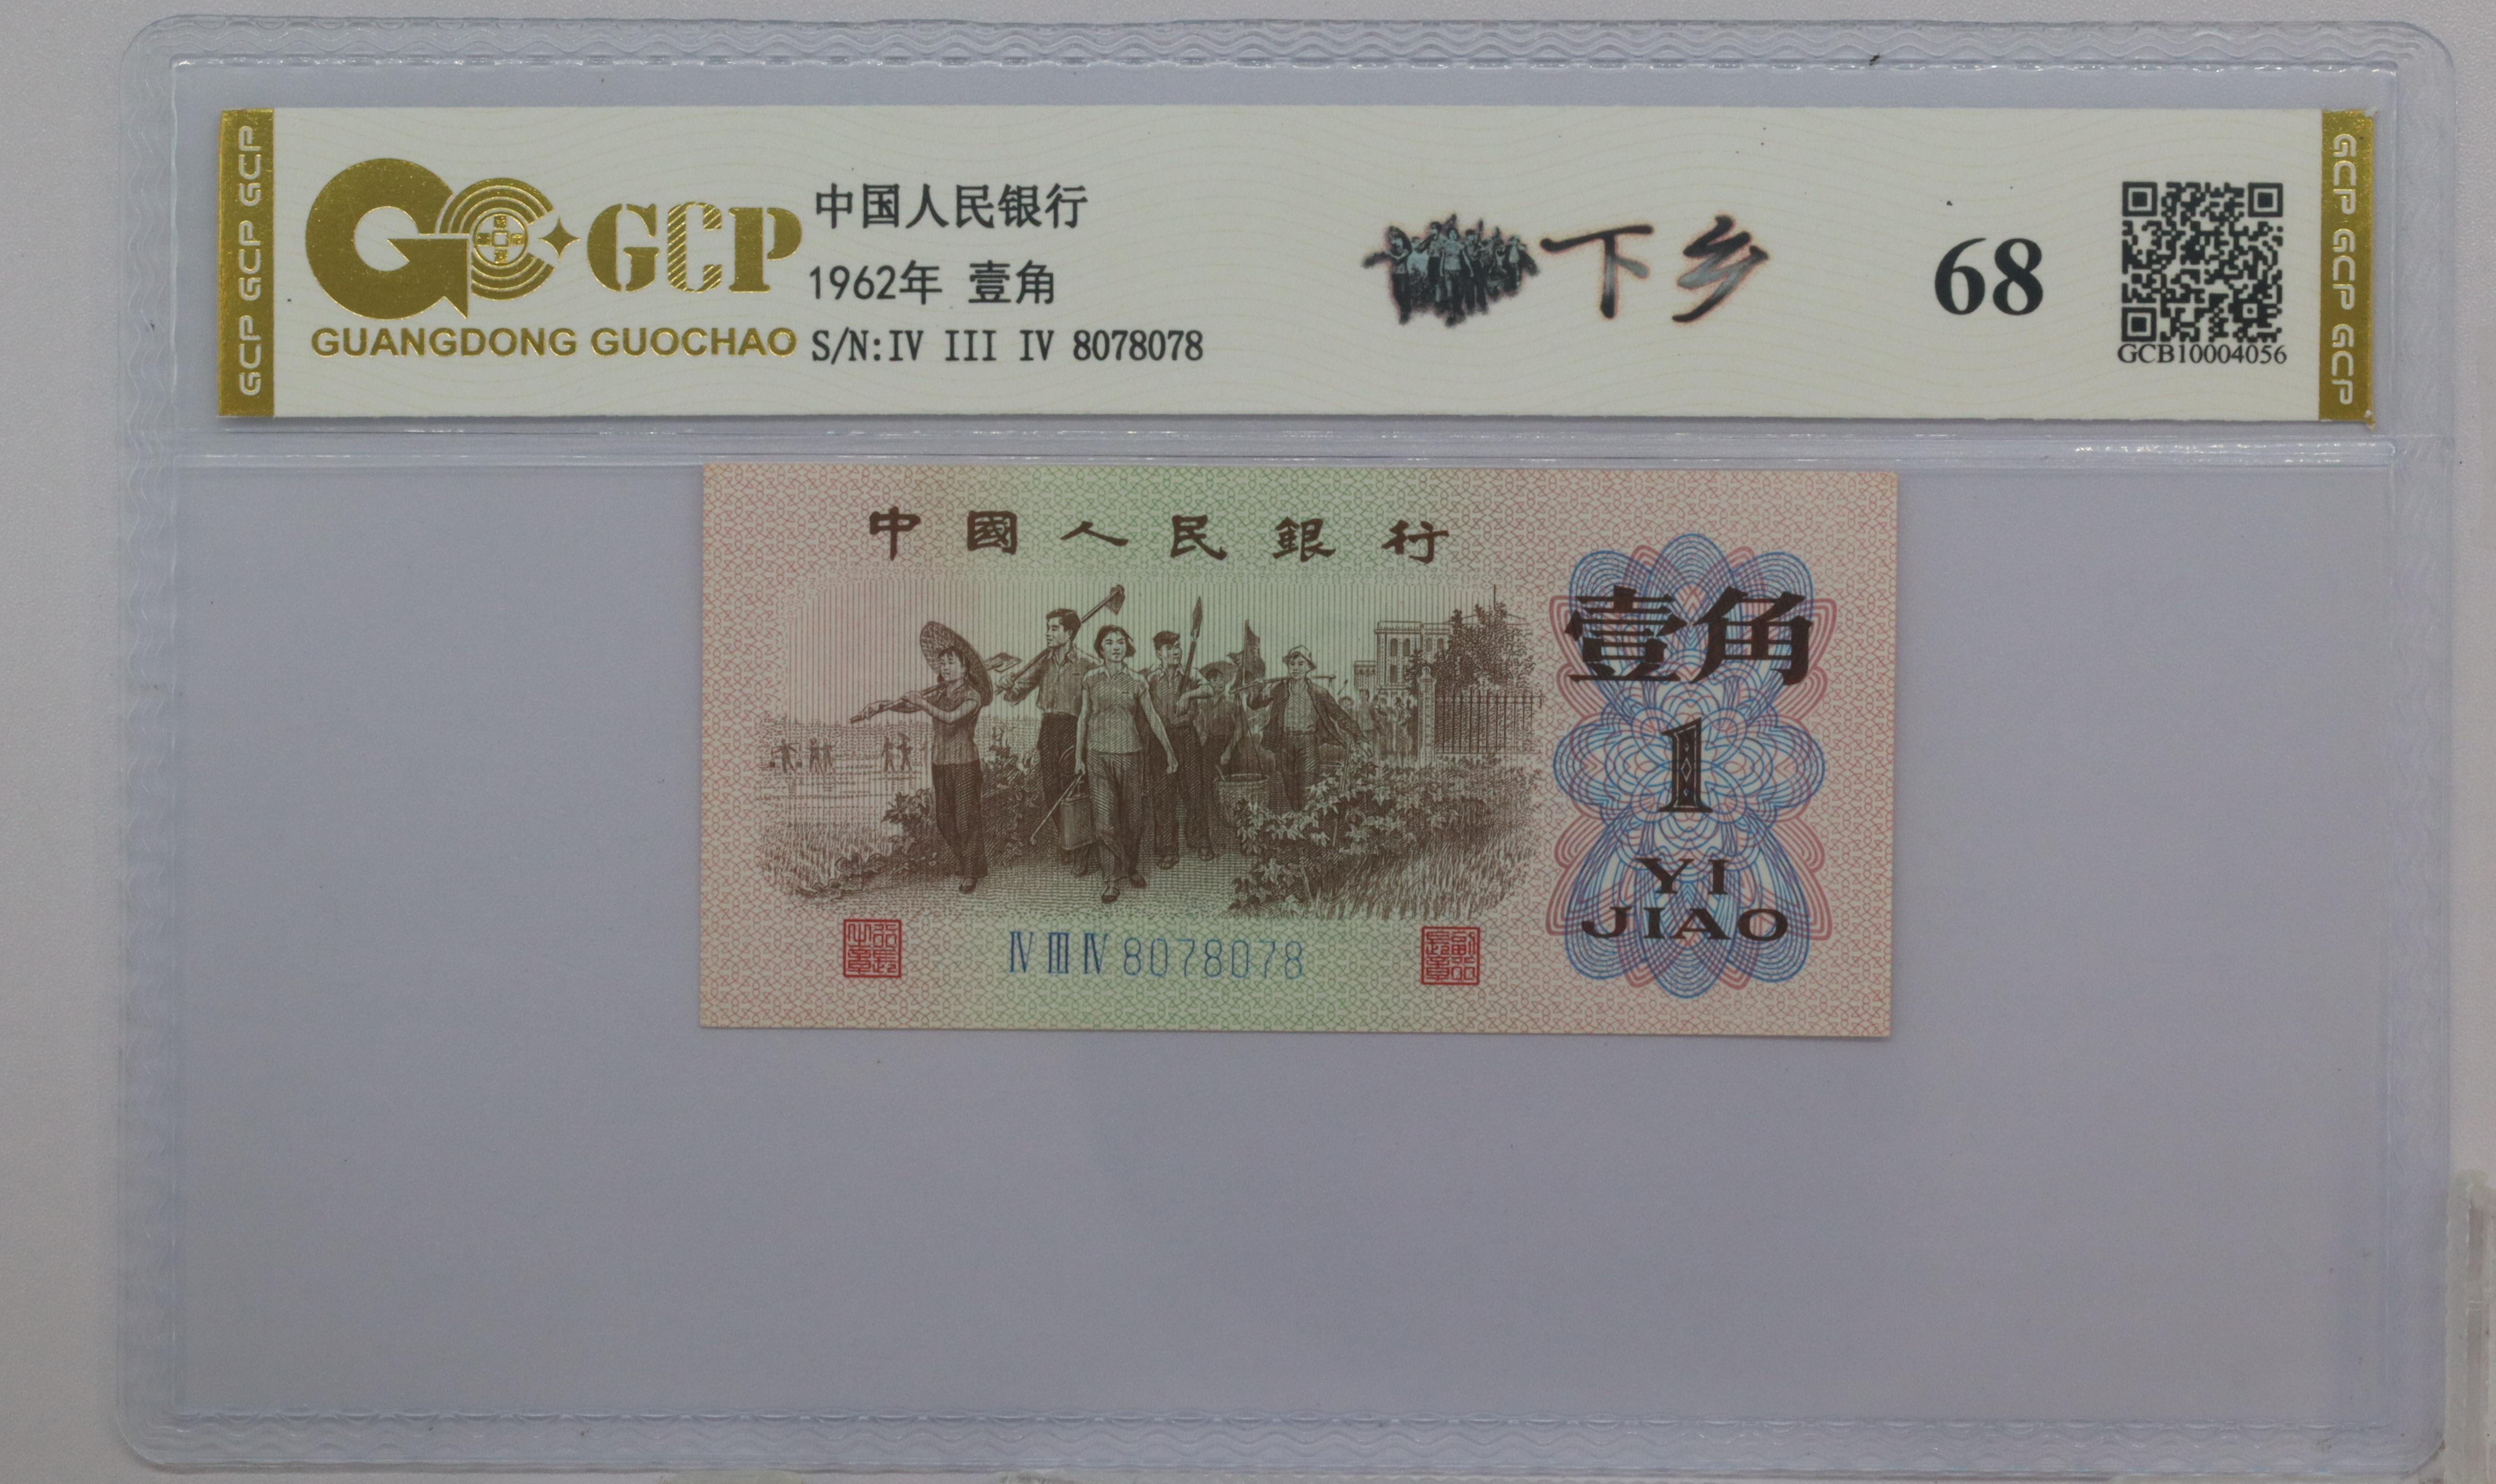 GCP GCP GCP
GCP
GUANGDONG GUOCHAO
中国人民银行
1962年 壹角
S/N:IV III IV 8078078
下乡
68
GCB10004056
GCP GCP GCP
中國人民銀行
壹角
1
YI
JIAO
Ⅳ Ⅲ Ⅳ 8078078